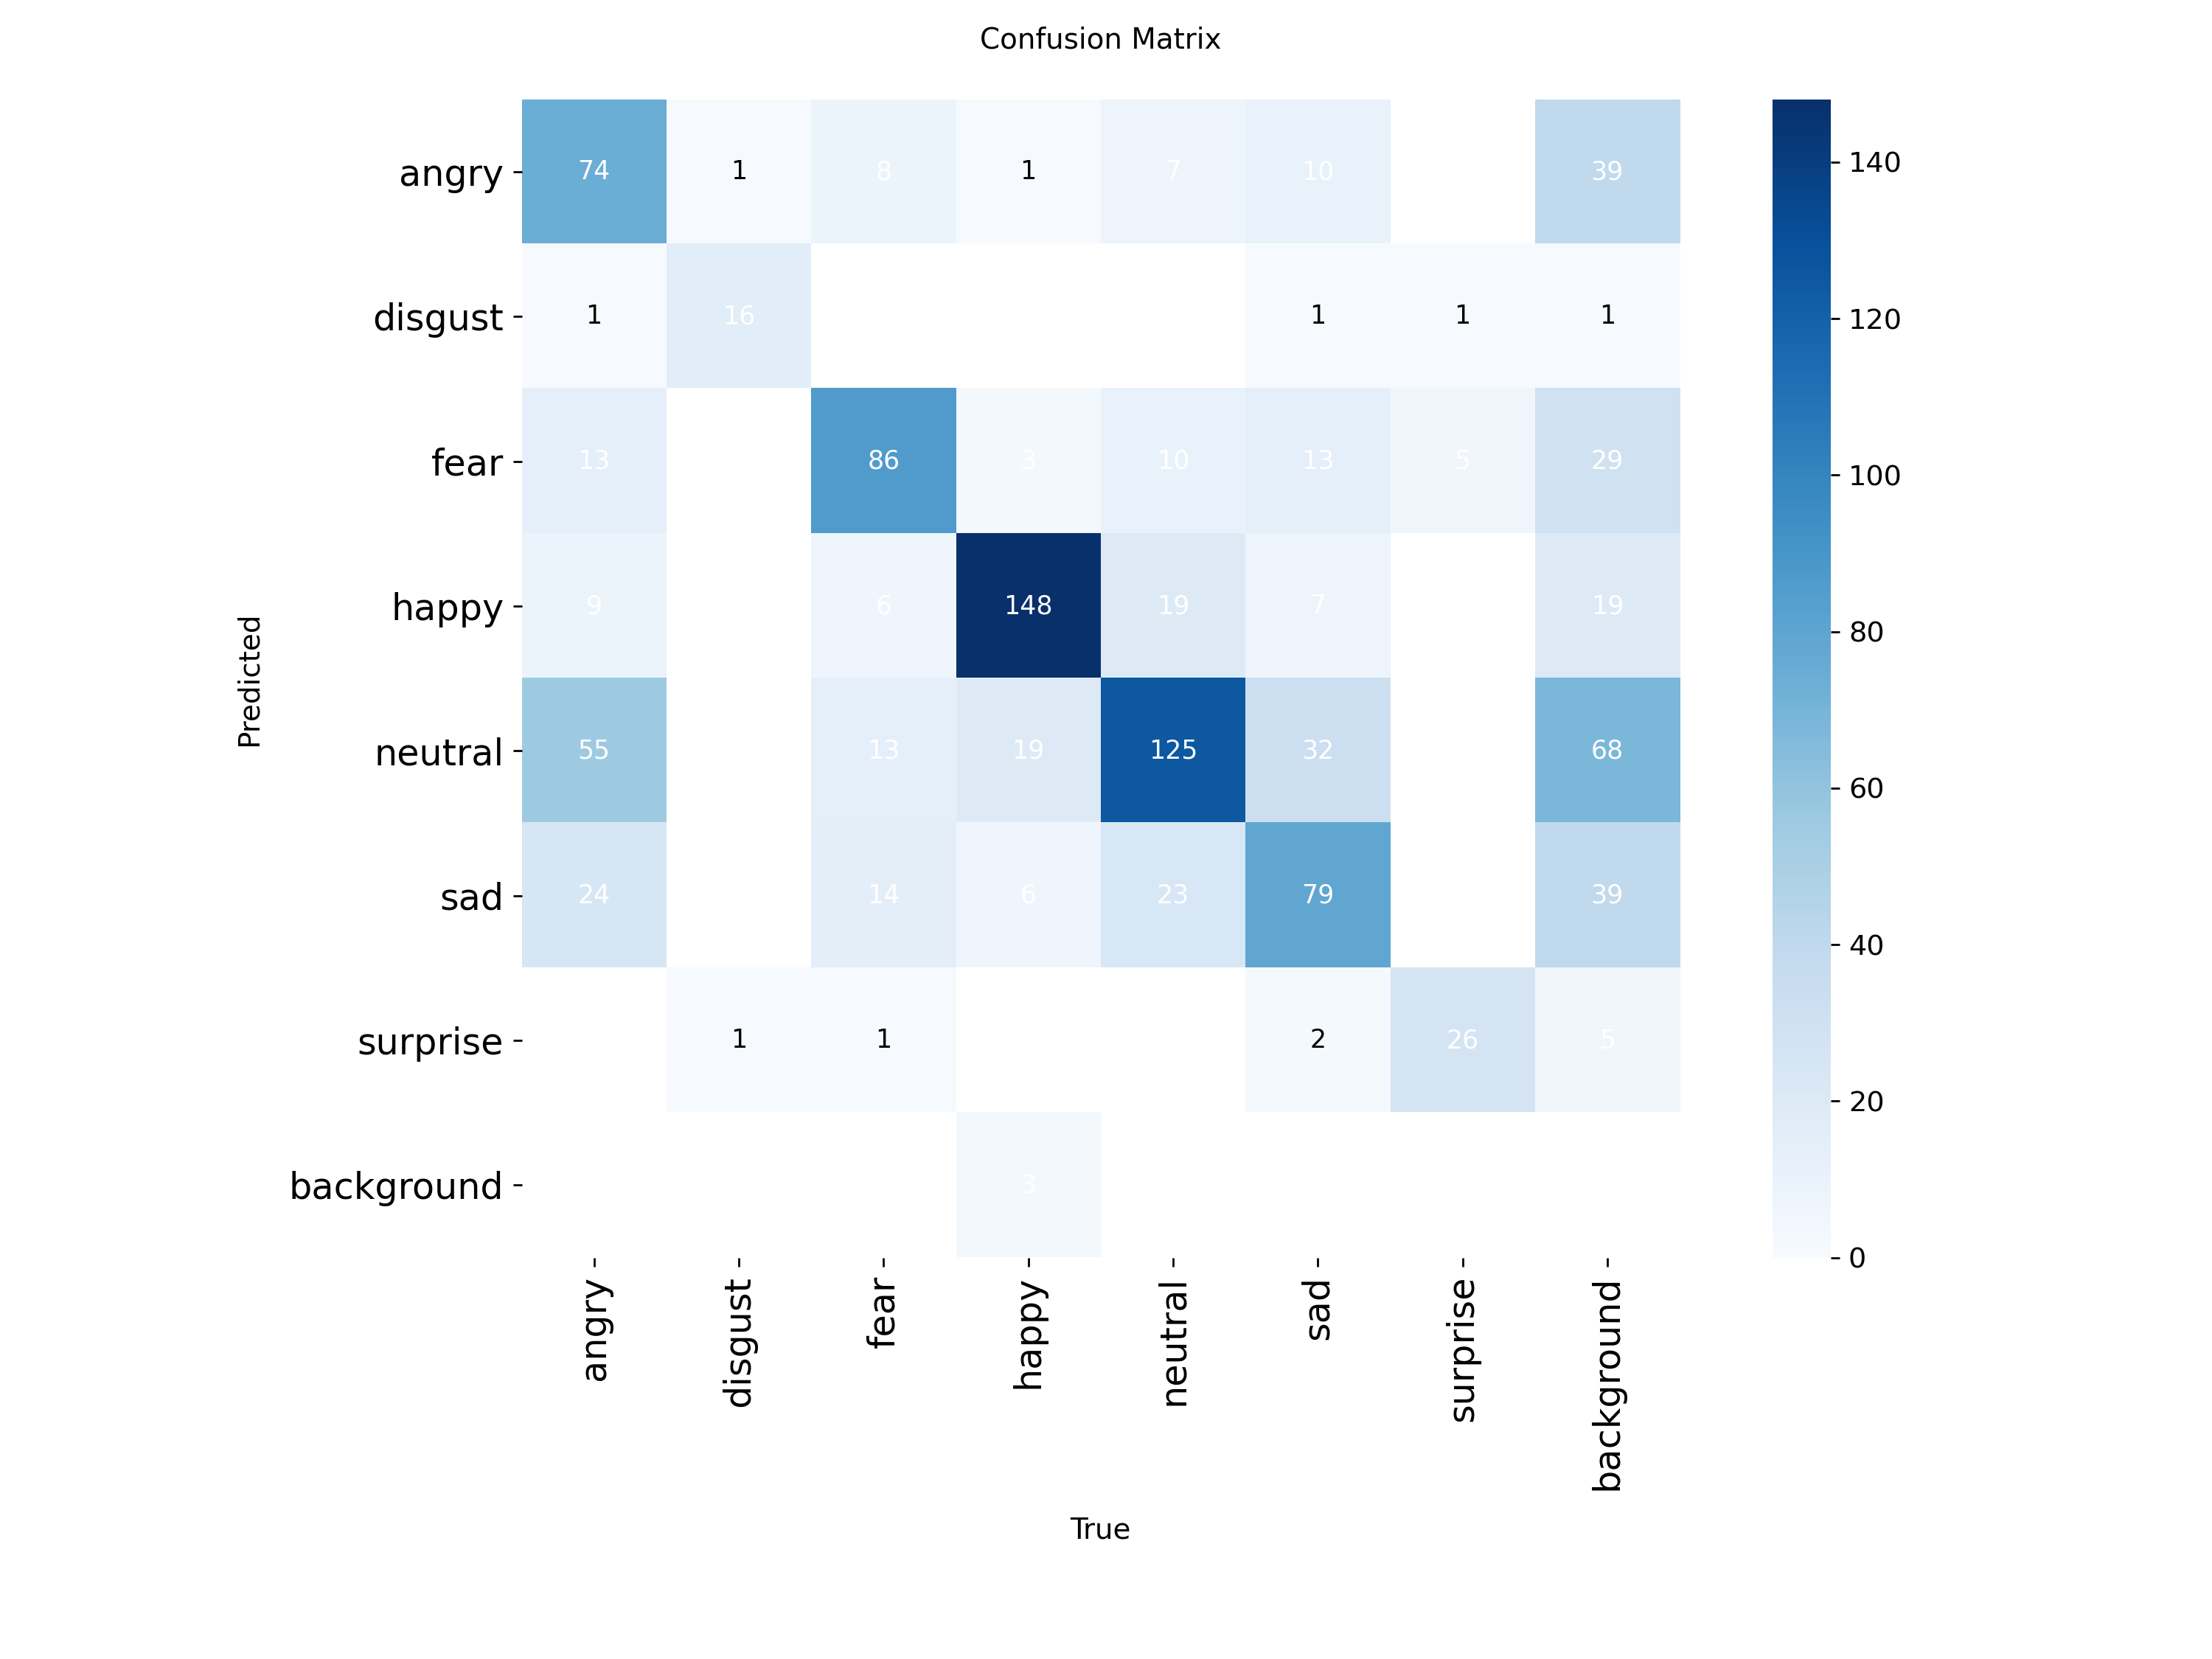 Confusion Matrix
angry 74 1 8 1 7 10 39
disgust 1 16 1 1 1
fear 13 86 3 10 13 5 29
happy 9 6 148 19 7 19
neutral 55 13 19 125 32 68
sad 24 14 6 23 79 39
surprise 1 1 2 26 5
background 3
angry disgust fear happy neutral sad surprise background
True
Predicted
140
120
100
80
60
40
20
0